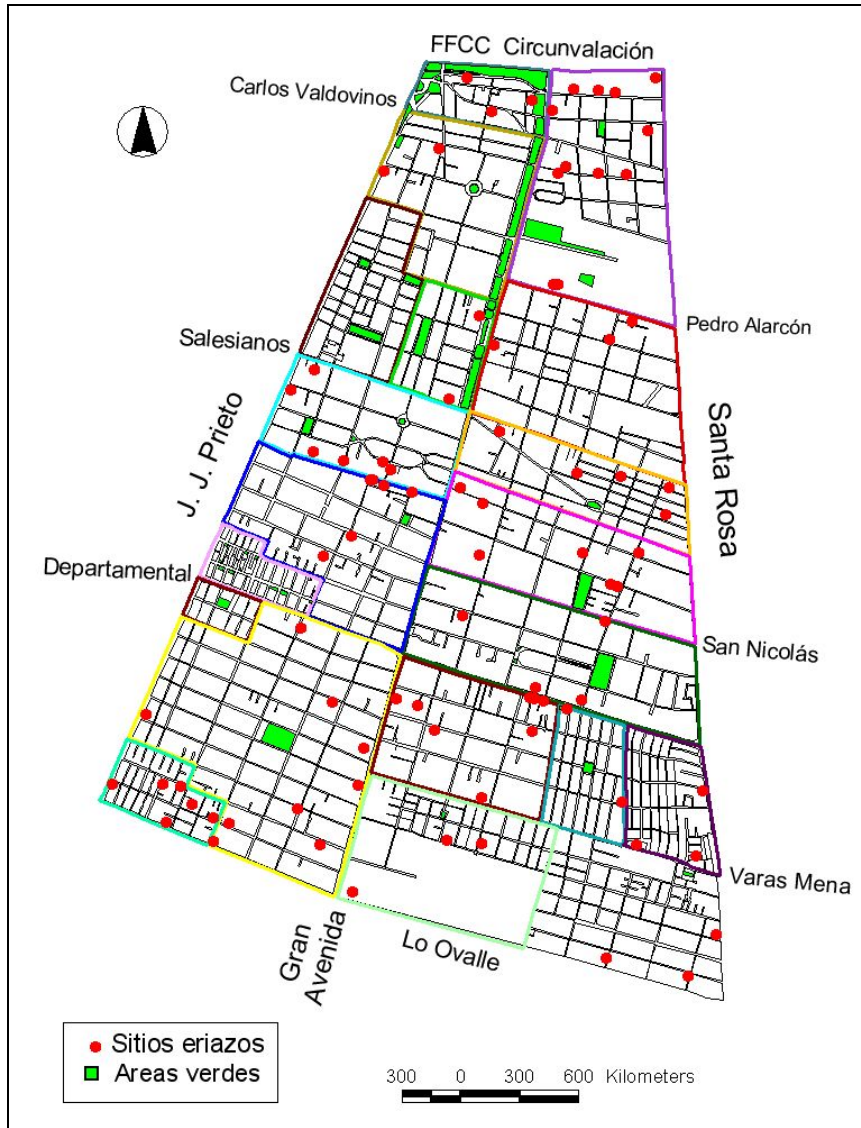 FFCC Circunvalación
Carlos Valdovinos
Pedro Alarcón
Salesianos
J. J. Prieto
Santa Rosa
Departamental
San Nicolás
Varas Mena
Gran
Avenida
Lo Ovalle
Sitios eriazos
Areas verdes
300 0 300 600 Kilometers